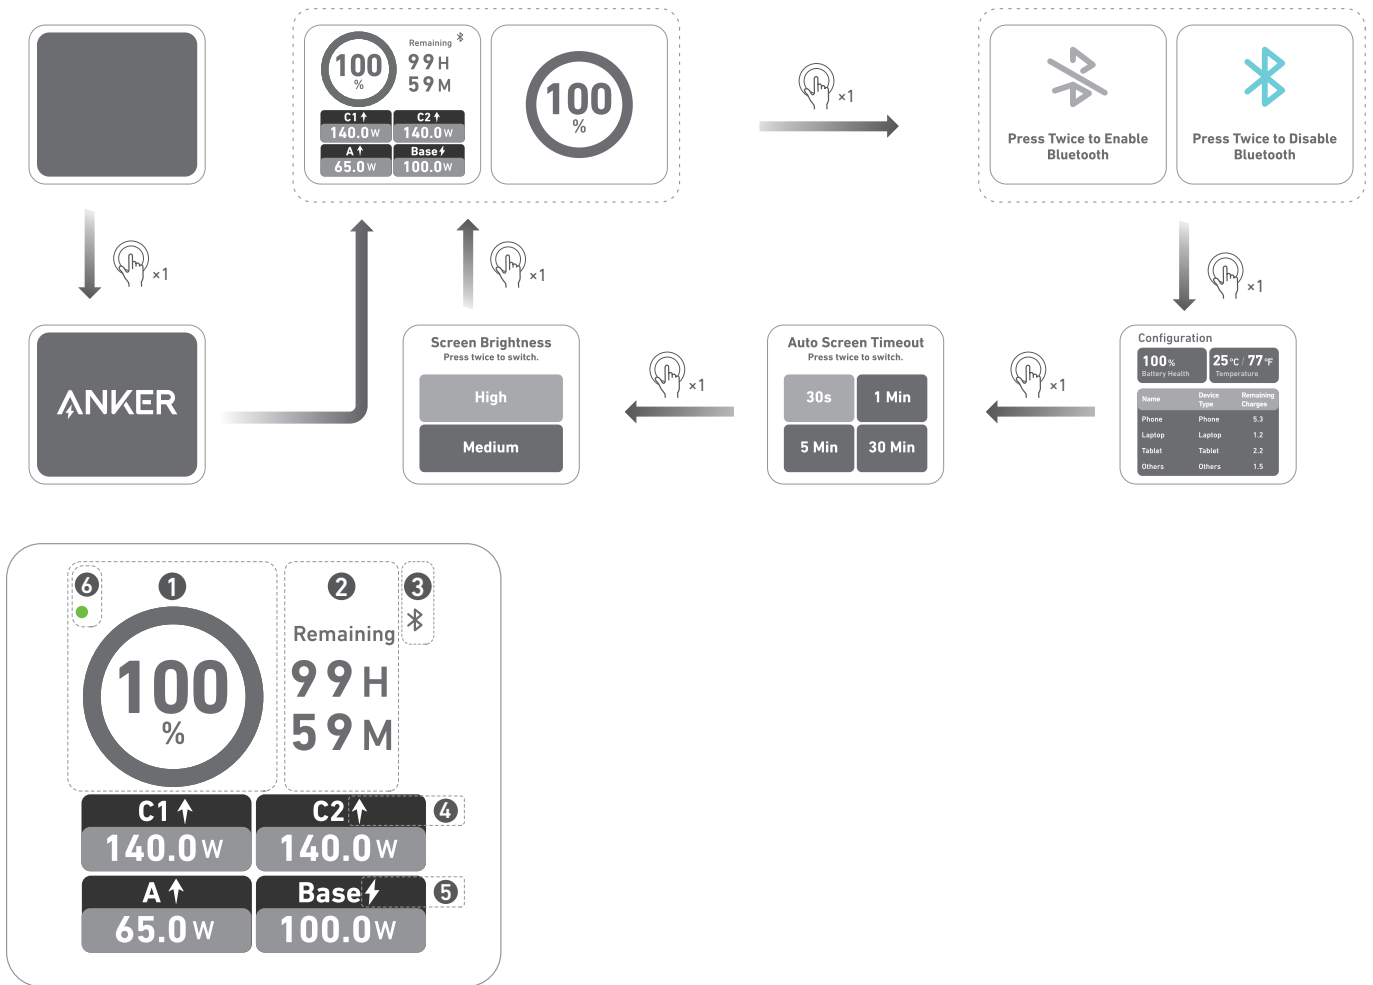 100
%
Remaining
99H
59M
C1
140.0W
C2
140.0W
A
65.0W
Base
100.0W
100
%
×1
Press Twice to Enable
Bluetooth
Press Twice to Disable
Bluetooth
×1
×1
×1
ANKER
Screen Brightness
Press twice to switch.
High
Medium
×1
Auto Screen Timeout
Press twice to switch.
30s
1 Min
5 Min
30 Min
×1
Configuration
100%
Battery Health
25°C / 77°F
Temperature
Name Device Type Remaining Charges
Phone Phone 5.3
Laptop Laptop 1.2
Tablet Tablet 2.2
Others Others 1.5
6
1
2
3
100
%
Remaining
99H
59M
C1
140.0W
C2
4
140.0W
A
65.0W
Base
5
100.0W